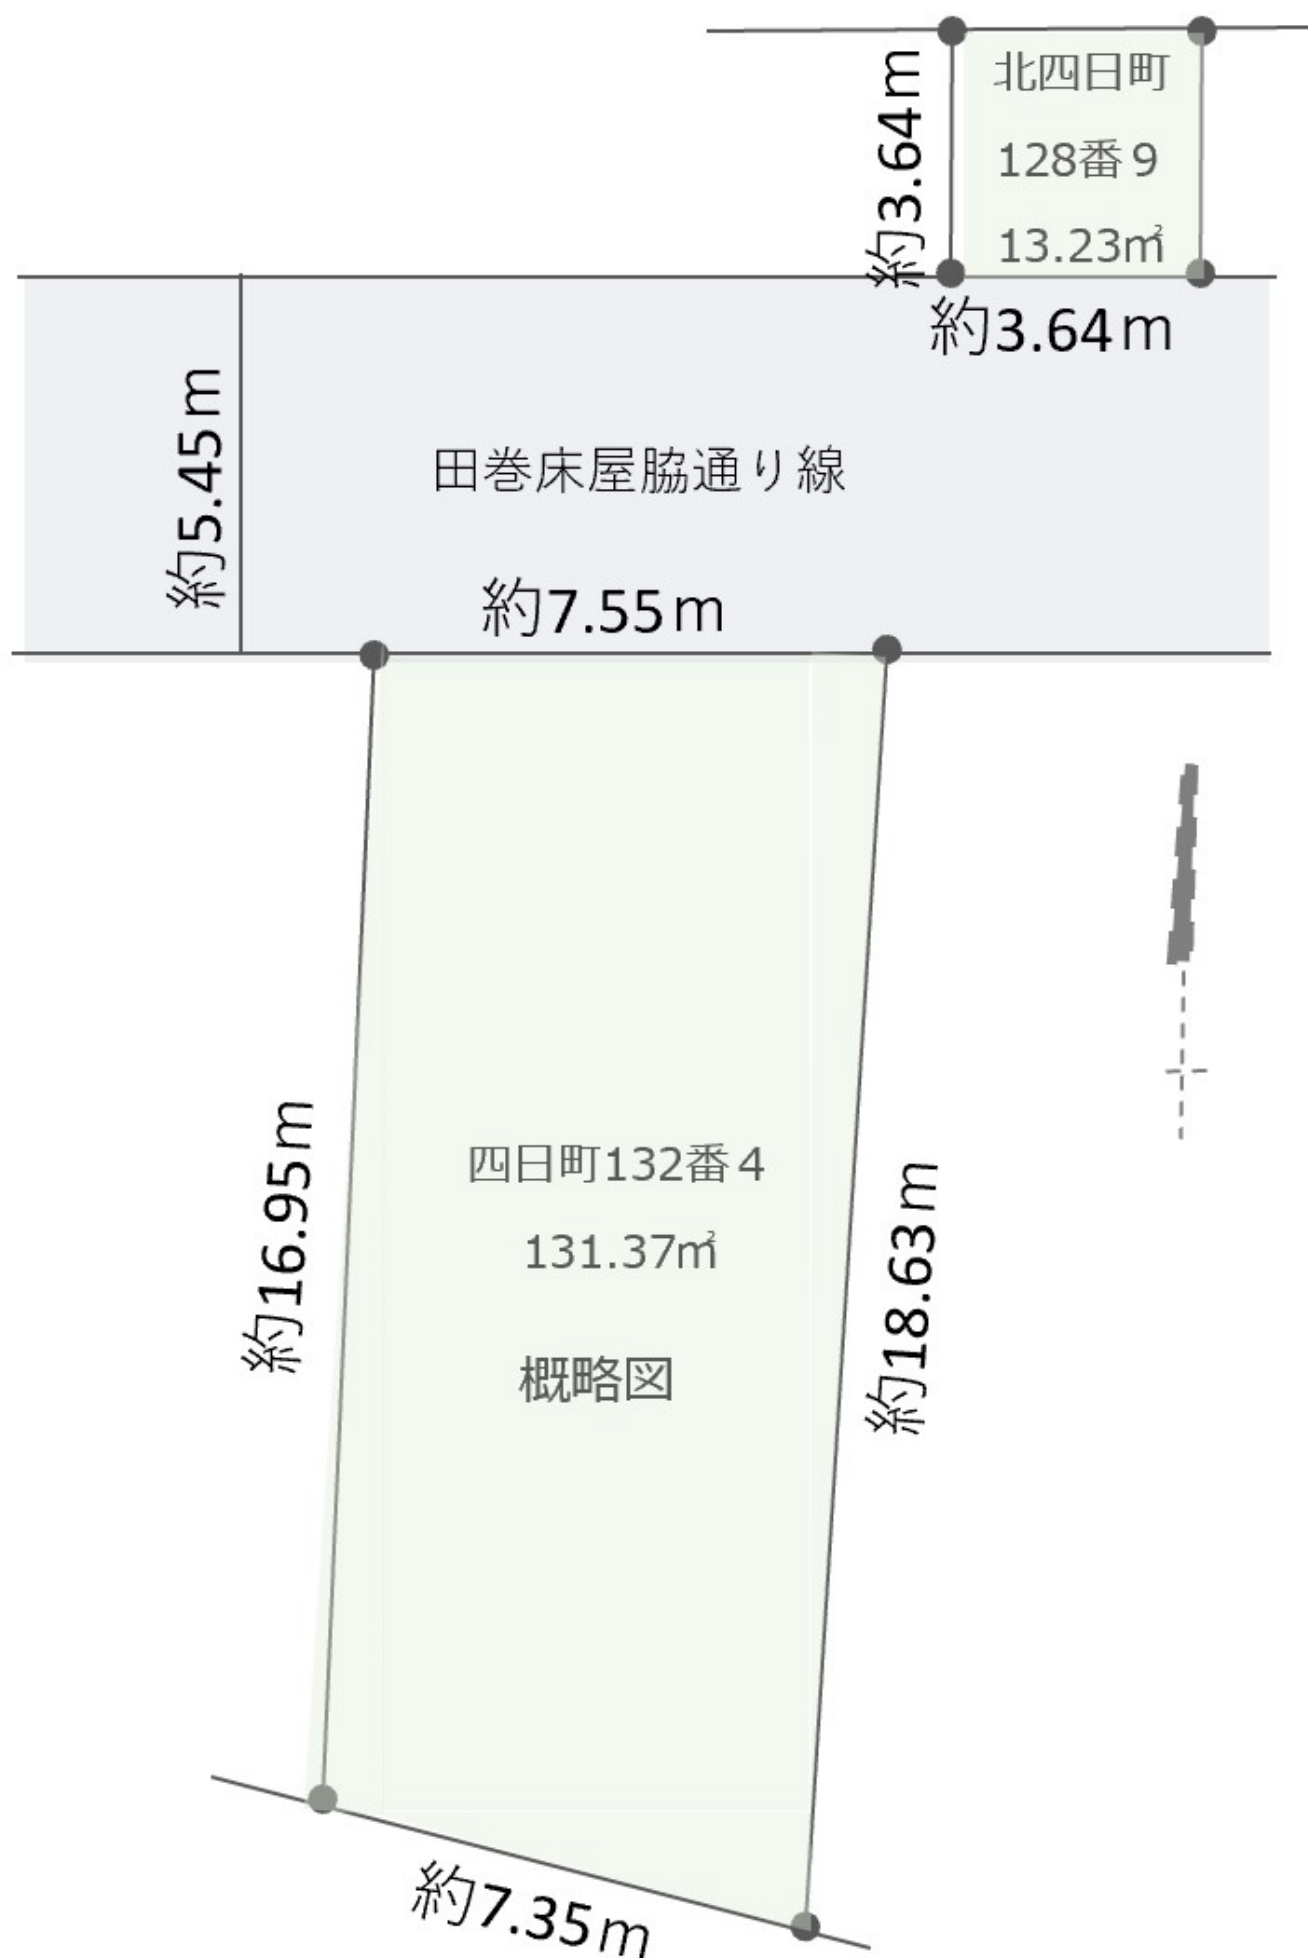 北四日町
128番９
13.23㎡
約3.64ｍ
約3.64ｍ
約5.45ｍ
田巻床屋脇通り線
約7.55ｍ
約16.95ｍ
四日町132番４
131.37㎡
概略図
約18.63ｍ
約7.35ｍ